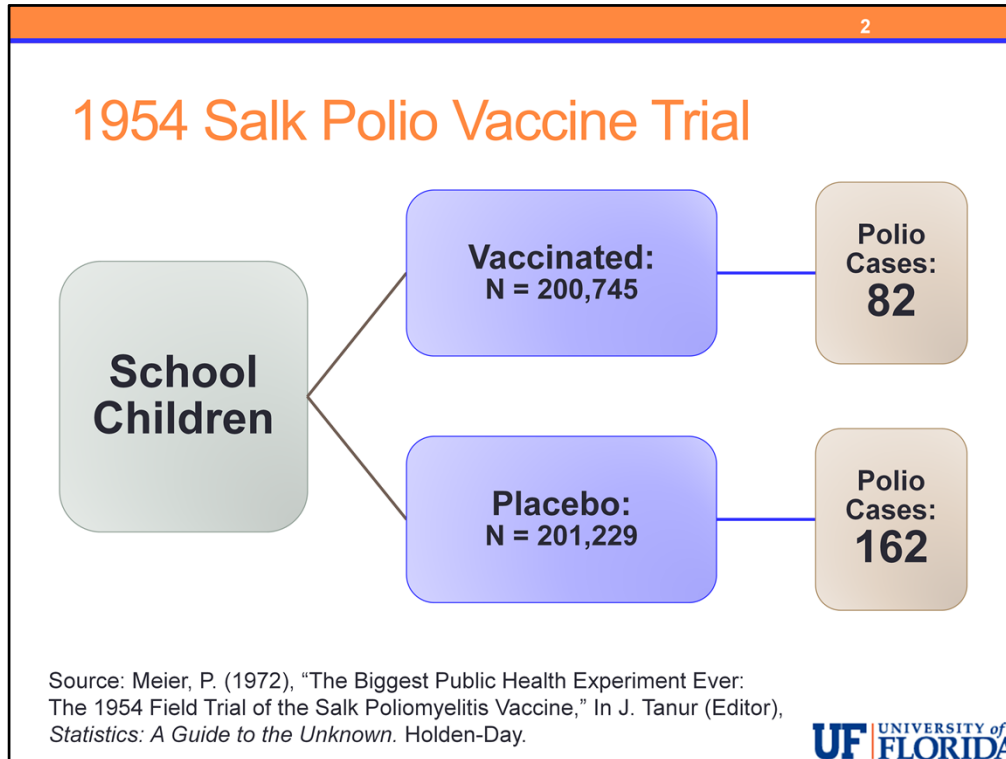 2
1954 Salk Polio Vaccine Trial
School
Children
Vaccinated:
N = 200,745
Polio
Cases:
82
Placebo:
N = 201,229
Polio
Cases:
162
Source: Meier, P. (1972), “The Biggest Public Health Experiment Ever:
The 1954 Field Trial of the Salk Poliomyelitis Vaccine,” In J. Tanur (Editor),
Statistics: A Guide to the Unknown. Holden-Day.
UF UNIVERSITY of
FLORIDA